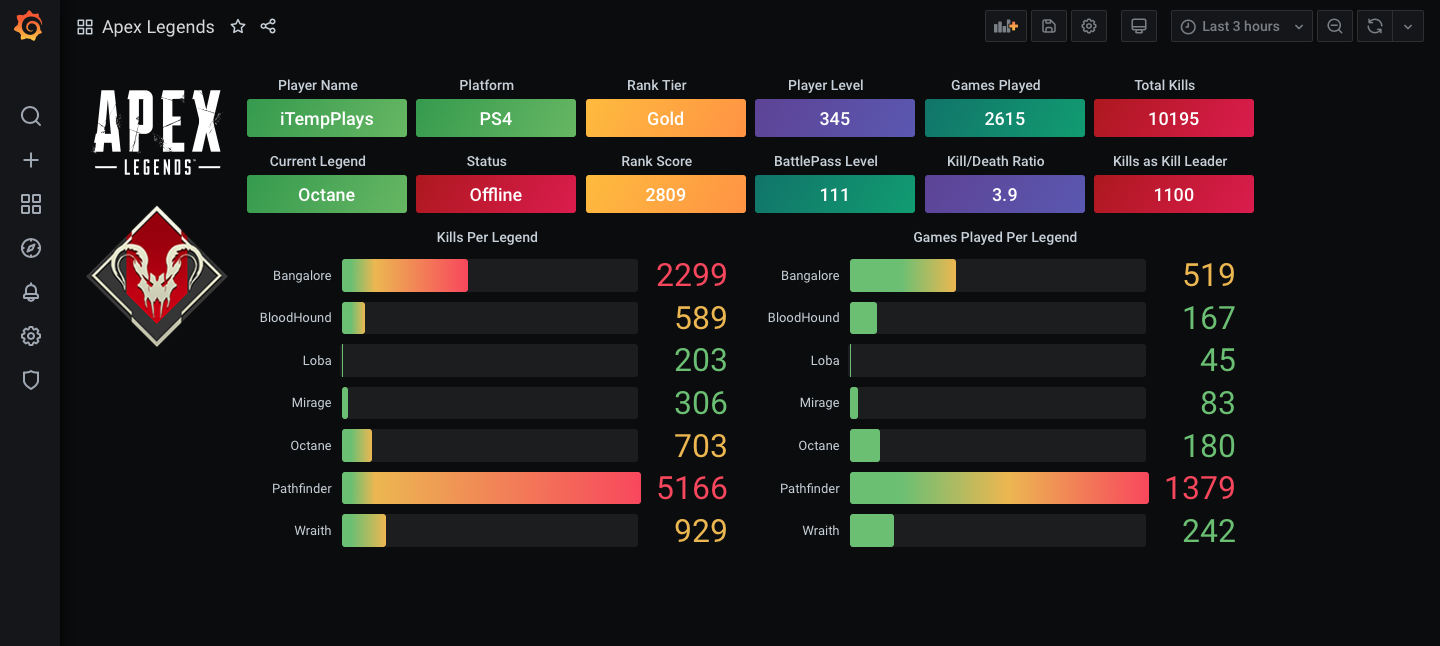 Apex Legends
Last 3 hours
APEX
LEGENDS
Player Name Platform Rank Tier Player Level Games Played Total Kills
iTempPlays PS4 Gold 345 2615 10195
Current Legend Status Rank Score BattlePass Level Kill/Death Ratio Kills as Kill Leader
Octane Offline 2809 111 3.9 1100
Kills Per Legend Games Played Per Legend
Bangalore 2299 Bangalore 519
BloodHound 589 BloodHound 167
Loba 203 Loba 45
Mirage 306 Mirage 83
Octane 703 Octane 180
Pathfinder 5166 Pathfinder 1379
Wraith 929 Wraith 242